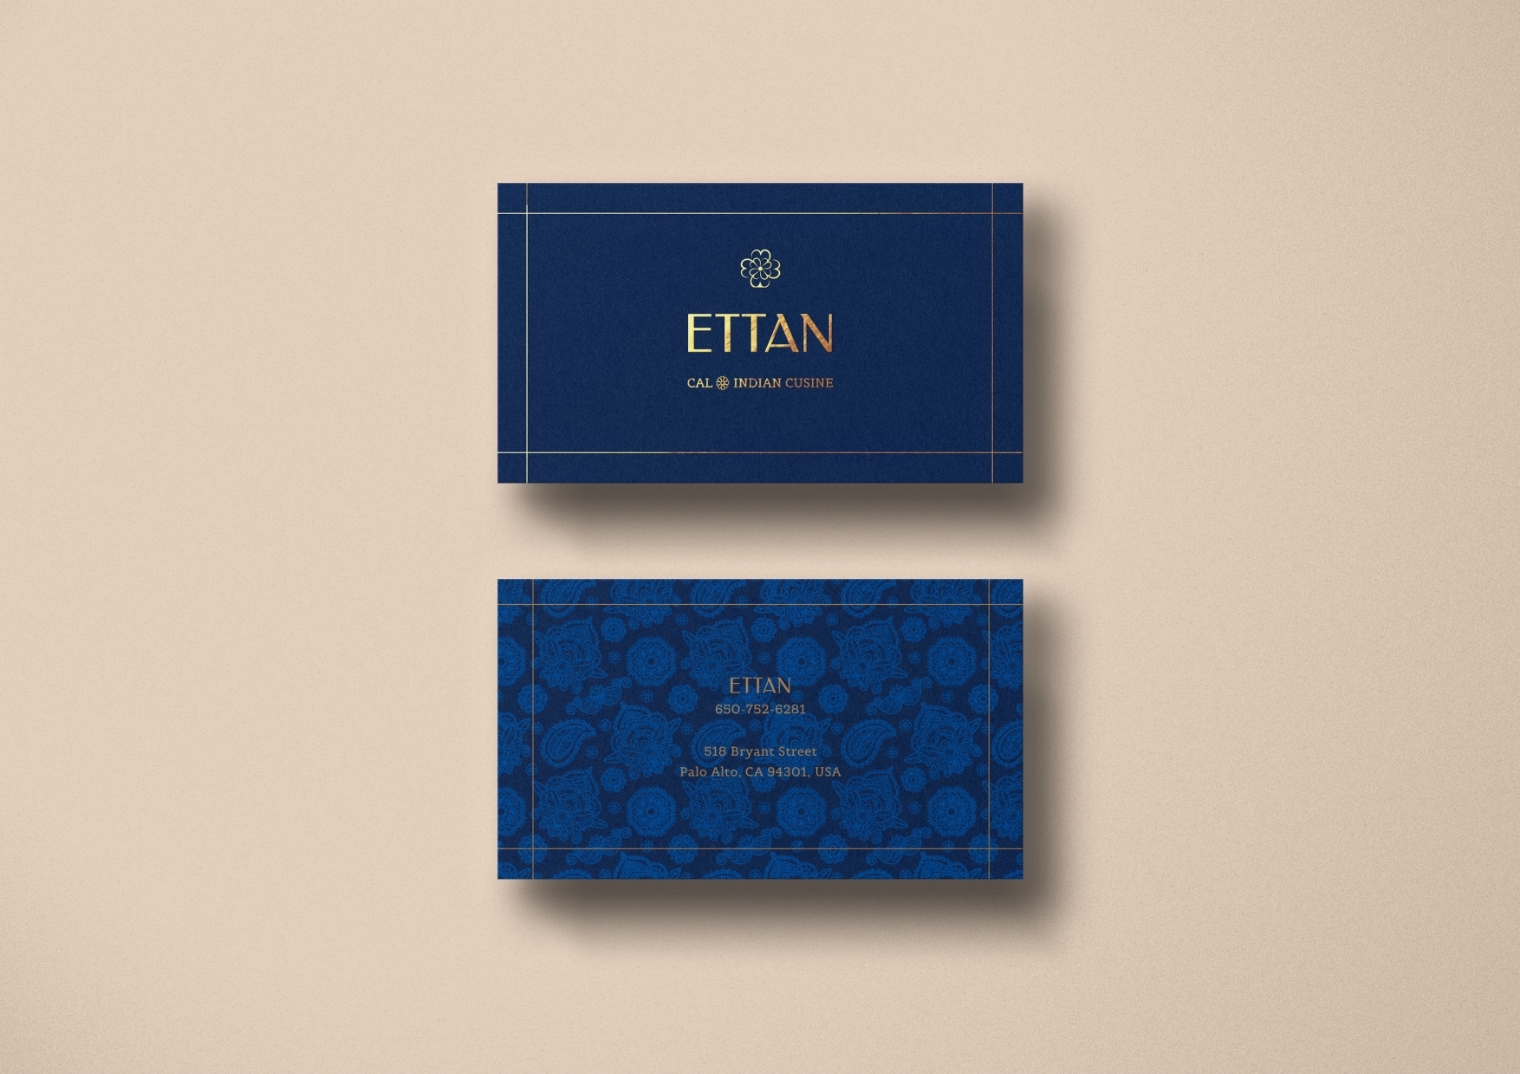 ETTAN
CAL INDIAN CUSINE
ETTAN
650-752-6281
518 Bryant Street
Palo Alto, CA 94301, USA